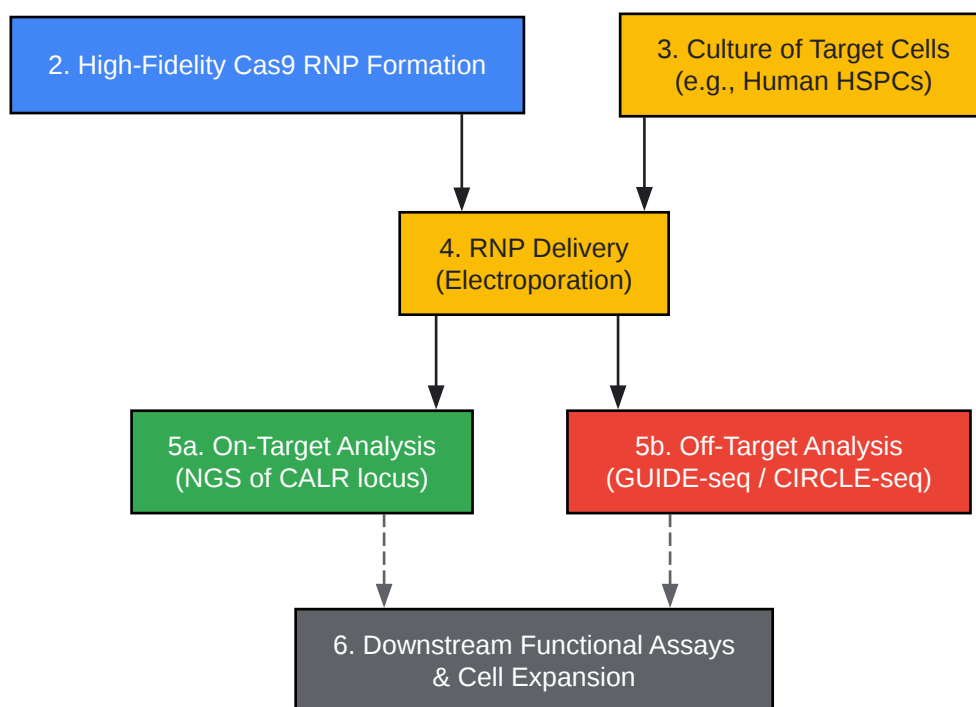 2. High-Fidelity Cas9 RNP Formation
3. Culture of Target Cells
(e.g., Human HSPCs)
4. RNP Delivery
(Electroporation)
5a. On-Target Analysis
(NGS of CALR locus)
5b. Off-Target Analysis
(GUIDE-seq / CIRCLE-seq)
6. Downstream Functional Assays
& Cell Expansion